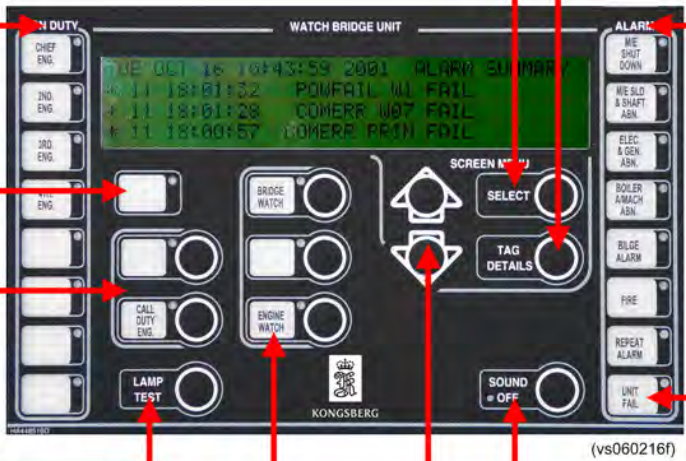 ON DUTY
WATCH BRIDGE UNIT
ALARM
CHIEF
ENG.
2ND.
ENG.
3RD.
ENG.
4TH.
ENG.
TUE OCT 16 10:43:59 2001 ALARM SUMMARY
* 11 18:01:32 POWFAIL W1 FAIL
* 11 18:01:28 COMERR W07 FAIL
* 11 18:00:57 COMERR PRIN FAIL
M/E
SHUT
DOWN
M/E SLD
& SHAFT
ABN.
ELEC.
& GEN.
ABN.
BOILER
A/MACH
ABN.
BILGE
ALARM
FIRE
REPEAT
ALARM
UNIT
FAIL
BRIDGE
WATCH
SCREEN MENU
SELECT
TAG
DETAILS
CALL
DUTY
ENG.
ENGINE
WATCH
LAMP
TEST
KONGSBERG
SOUND
OFF
(vs060216f)